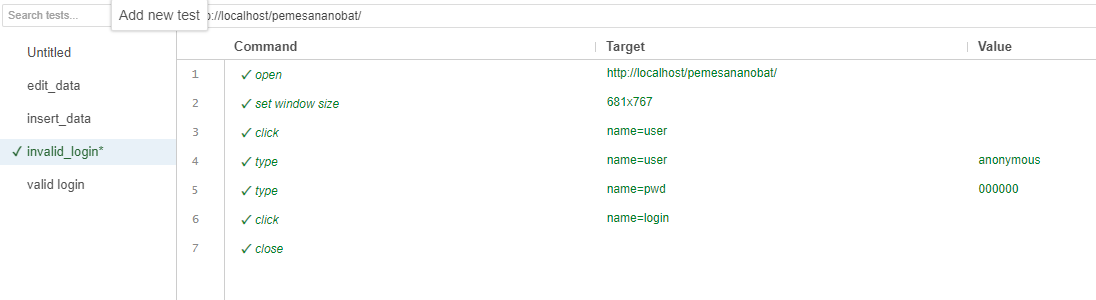 Search tests...
Add new test
p://localhost/pemesananobat/
Untitled
edit_data
insert_data
✓ invalid_login*
valid login
Command Target Value
1 ✓ open http://localhost/pemesananobat/
2 ✓ set window size 681x767
3 ✓ click name=user
4 ✓ type name=user anonymous
5 ✓ type name=pwd 000000
6 ✓ click name=login
7 ✓ close